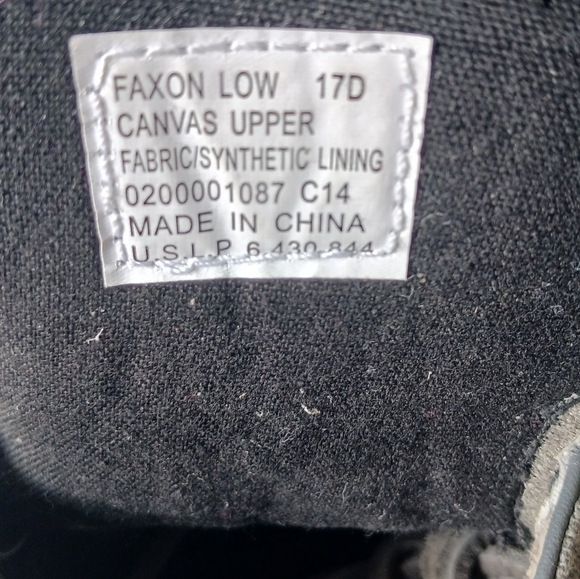 FAXON LOW 17D
CANVAS UPPER
FABRIC/SYNTHETIC LINING
0200001087 C14
MADE IN CHINA
U.S.I.P. 6,430,844